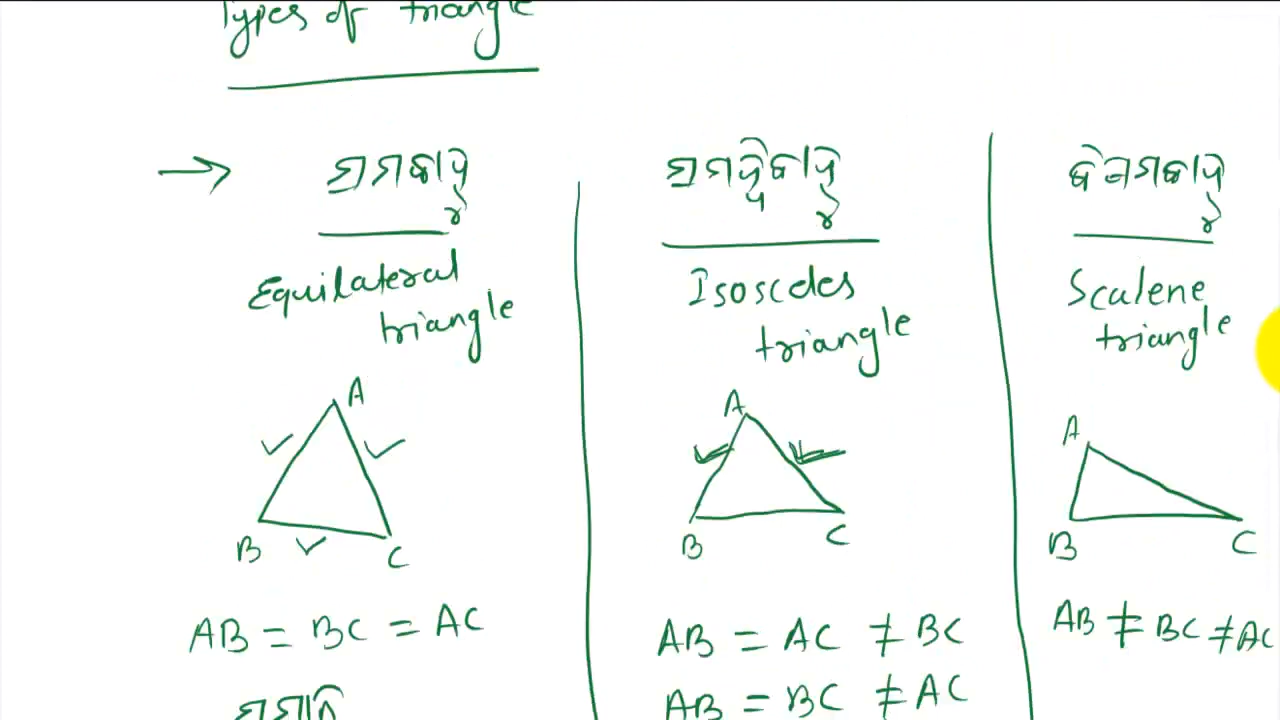 Types of triangle
→ ସମବାହୁ
Equilateral
triangle
A
B
C
AB = BC = AC
ସମଦ୍ୱିବାହୁ
Isosceles
triangle
A
B
C
AB = AC ≠ BC
AB = BC ≠ AC
ବିଷମବାହୁ
Scalene
triangle
A
B
C
AB ≠ BC ≠ AC